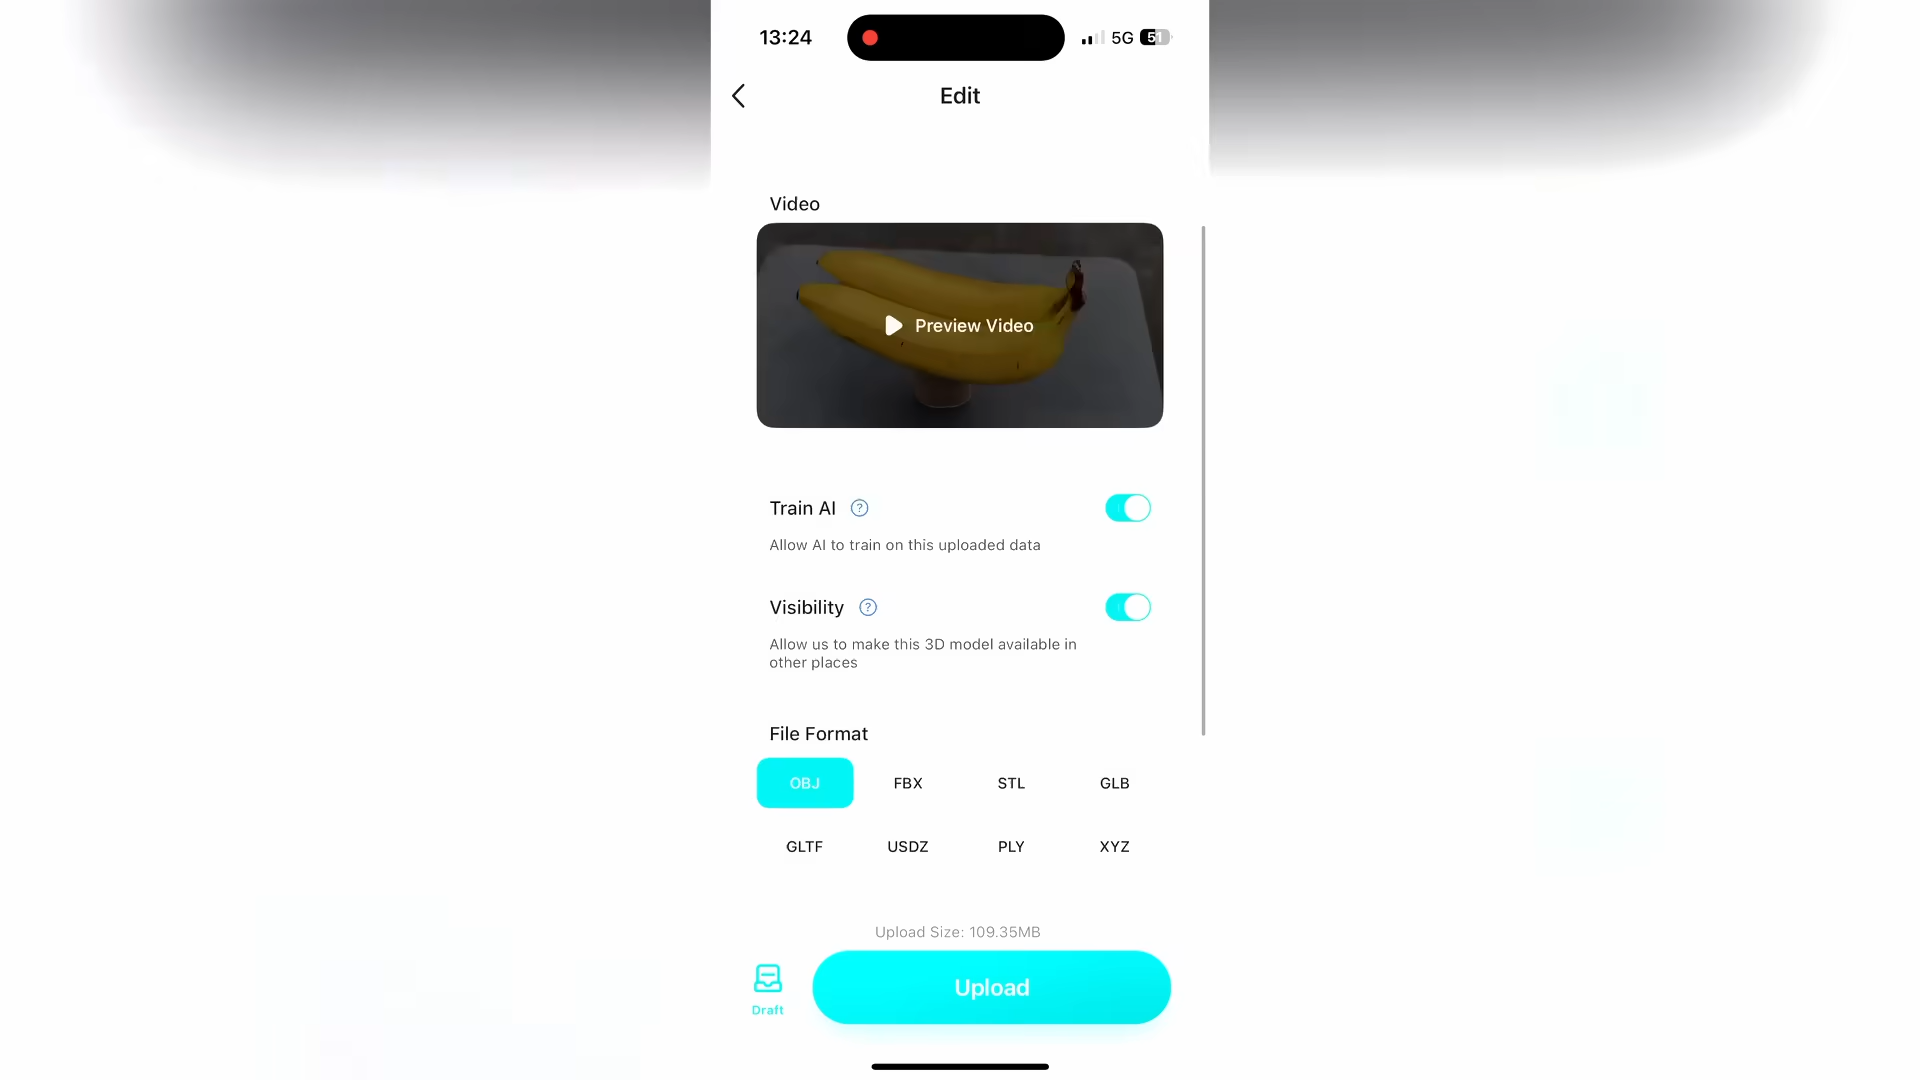 13:24
5G
51
Edit
Video
Preview Video
Train AI ?
Allow AI to train on this uploaded data
Visibility ?
Allow us to make this 3D model available in
other places
File Format
OBJ FBX STL GLB
GLTF USDZ PLY XYZ
Upload Size: 109.35MB
Draft
Upload